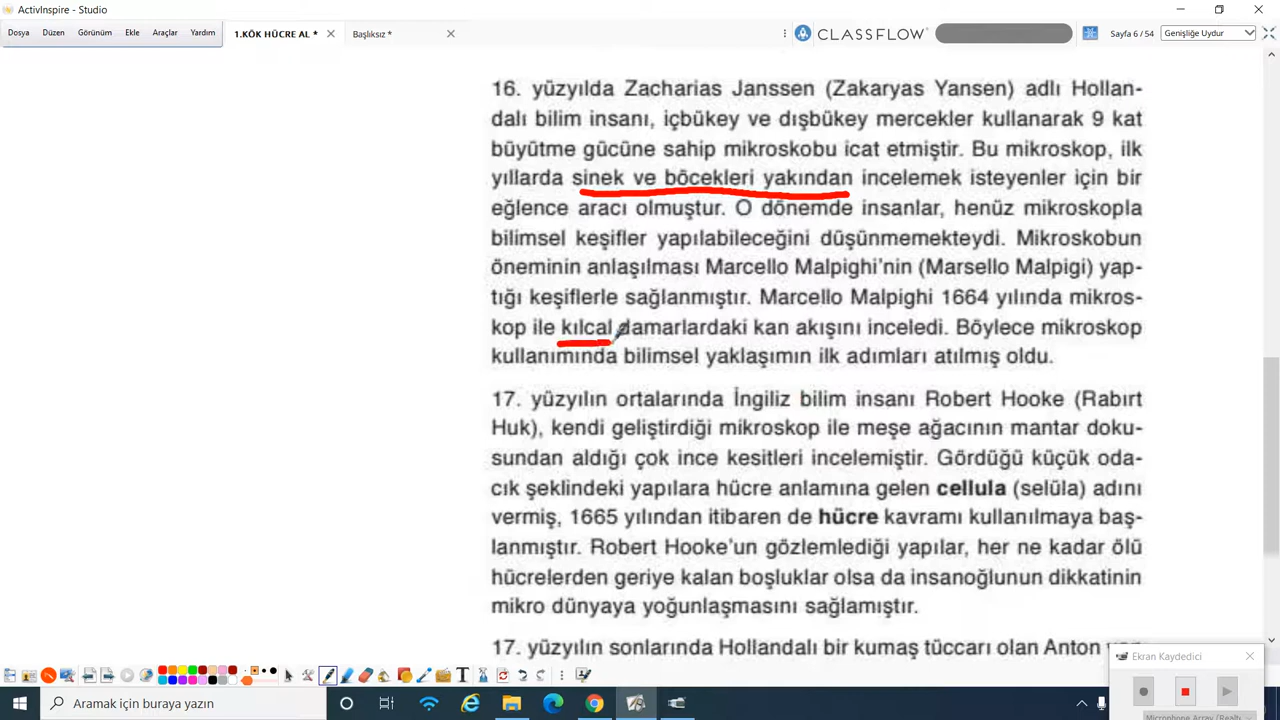 ActivInspire - Studio
Dosya Düzen Görünüm Ekle Araçlar Yardım
1.KÖK HÜCRE AL *
Başlıksız *
CLASSFLOW
Sayfa 6 / 54
Genişliğe Uydur
16. yüzyılda Zacharias Janssen (Zakaryas Yansen) adlı Hollan-
dalı bilim insanı, içbükey ve dışbükey mercekler kullanarak 9 kat
büyütme gücüne sahip mikroskobu icat etmiştir. Bu mikroskop, ilk
yıllarda sinek ve böcekleri yakından incelemek isteyenler için bir
eğlence aracı olmuştur. O dönemde insanlar, henüz mikroskopla
bilimsel keşifler yapılabileceğini düşünmemekteydi. Mikroskobun
öneminin anlaşılması Marcello Malpighi'nin (Marsello Malpigi) yap-
tığı keşiflerle sağlanmıştır. Marcello Malpighi 1664 yılında mikros-
kop ile kılcal damarlardaki kan akışını inceledi. Böylece mikroskop
kullanımında bilimsel yaklaşımın ilk adımları atılmış oldu.
17. yüzyılın ortalarında İngiliz bilim insanı Robert Hooke (Rabırt
Huk), kendi geliştirdiği mikroskop ile meşe ağacının mantar doku-
sundan aldığı çok ince kesitleri incelemiştir. Gördüğü küçük oda-
cık şeklindeki yapılara hücre anlamına gelen cellula (selüla) adını
vermiş, 1665 yılından itibaren de hücre kavramı kullanılmaya baş-
lanmıştır. Robert Hooke'un gözlemlediği yapılar, her ne kadar ölü
hücrelerden geriye kalan boşluklar olsa da insanoğlunun dikkatinin
mikro dünyaya yoğunlaşmasını sağlamıştır.
17. yüzyılın sonlarında Hollandalı bir kumaş tüccarı olan Anton
Ekran Kaydedici
Microphone Array (Realte
Aramak için buraya yazın